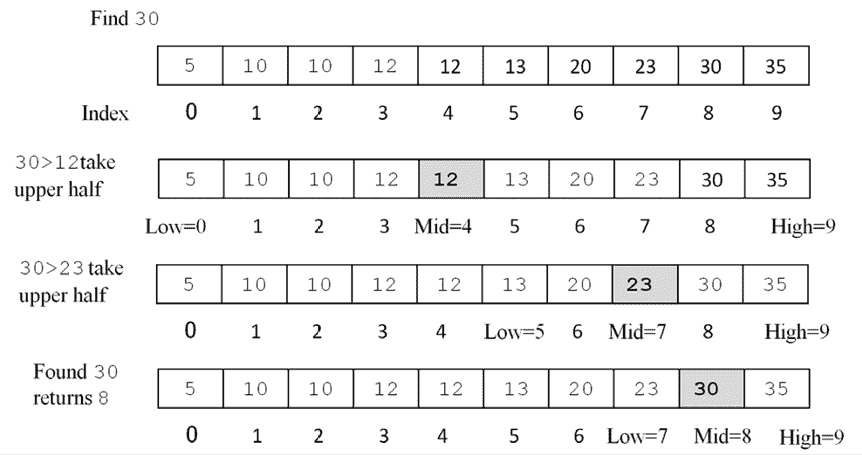 Find 30
5 10 10 12 12 13 20 23 30 35
Index 0 1 2 3 4 5 6 7 8 9
30>12take
upper half
5 10 10 12 12 13 20 23 30 35
Low=0 1 2 3 Mid=4 5 6 7 8 High=9
30>23 take
upper half
5 10 10 12 12 13 20 23 30 35
0 1 2 3 4 Low=5 6 Mid=7 8 High=9
Found 30
returns 8
5 10 10 12 12 13 20 23 30 35
0 1 2 3 4 5 6 Low=7 Mid=8 High=9